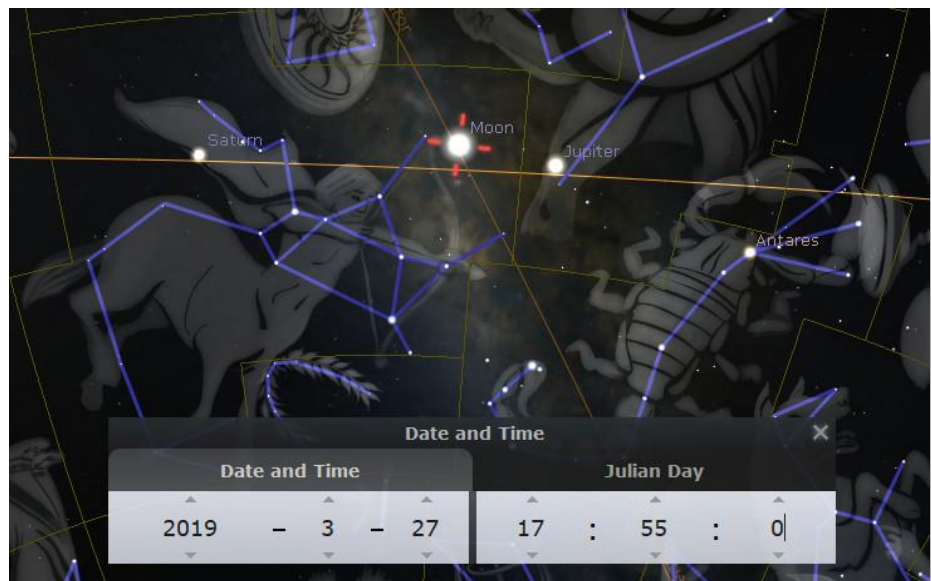 Moon
Saturn
Jupiter
Antares
Date and Time ×
Date and Time Julian Day
2019 – 3 – 27 17 : 55 : 0